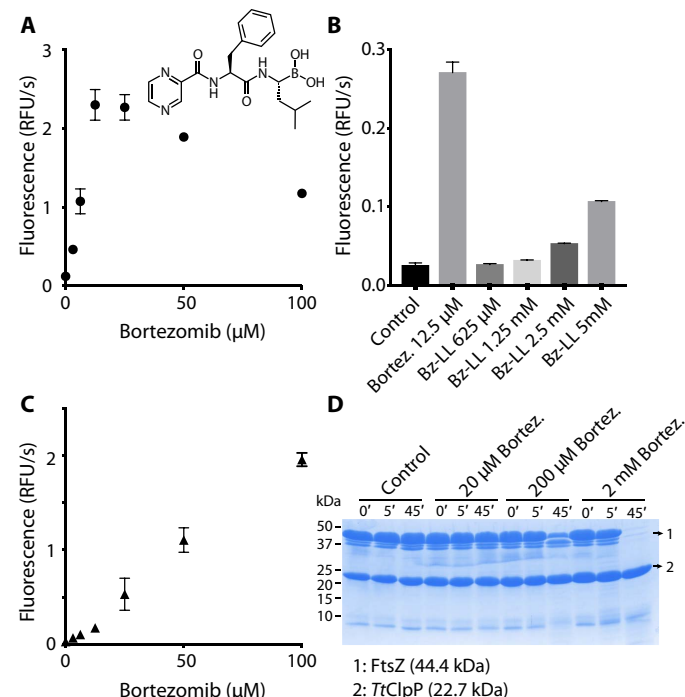 A
3
2
1
0
0
50
100
Fluorescence (RFU/s)
Bortezomib (µM)
N
N
O
N
H
H
N
O
OH
B
OH
B
0.3
0.2
0.1
0.0
Fluorescence (RFU/s)
Control
Bortez. 12.5 µM
Bz-LL 625 µM
Bz-LL 1.25 mM
Bz-LL 2.5 mM
Bz-LL 5mM
C
2
1
0
0
50
100
Fluorescence (RFU/s)
Bortezomib (µM)
D
Control
20 µM Bortez.
200 µM Bortez.
2 mM Bortez.
kDa
0′ 5′ 45′ 0′ 5′ 45′ 0′ 5′ 45′ 0′ 5′ 45′
50
37
25
20
15
10
1
2
1: FtsZ (44.4 kDa)
2: TtClpP (22.7 kDa)